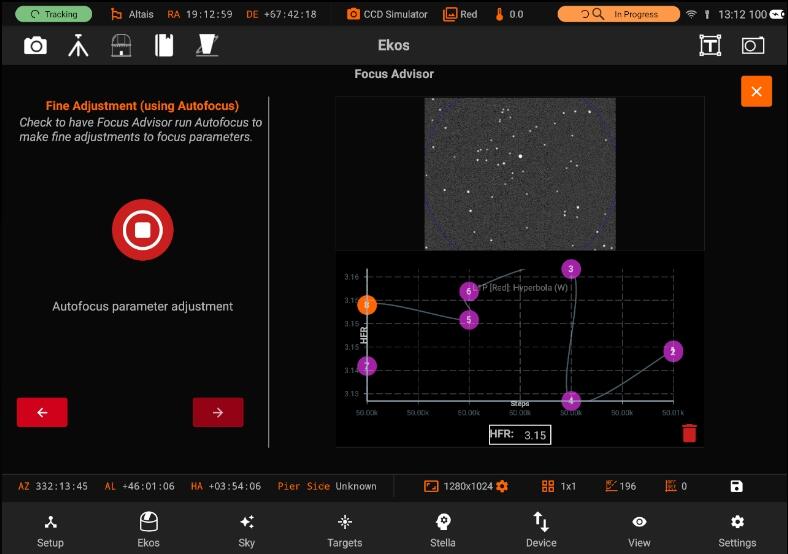 Tracking Altais RA 19:12:59 DE +67:42:18 CCD Simulator Red 0.0 In Progress 13:12 100
Ekos
Focus Advisor
Fine Adjustment (using Autofocus)
Check to have Focus Advisor run Autofocus to
make fine adjustments to focus parameters.
Autofocus parameter adjustment
3.16
3
6
P [Red]: Hyperbola (W)
8
5
3.15
HFR
3.15
2
7
3.14
3.13
4
Steps
50.00k 50.00k 50.00k 50.00k 50.00k 50.01k
HFR: 3.15
AZ 332:13:45 AL +46:01:06 HA +03:54:06 Pier Side Unknown 1280x1024 1x1 196 0
Setup Ekos Sky Targets Stella Device View Settings